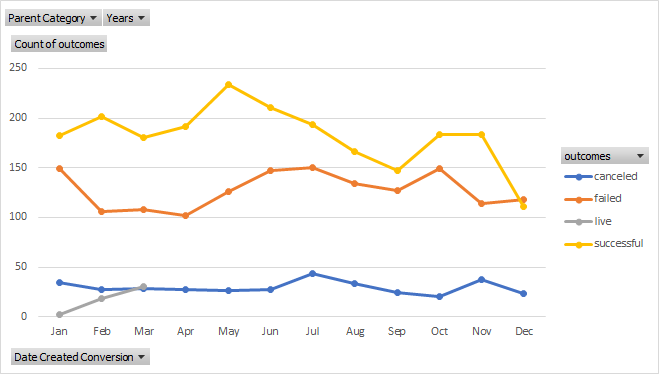 Parent Category Years
Count of outcomes
250
200
150
100
50
0
Jan Feb Mar Apr May Jun Jul Aug Sep Oct Nov Dec
outcomes
canceled
failed
live
successful
Date Created Conversion